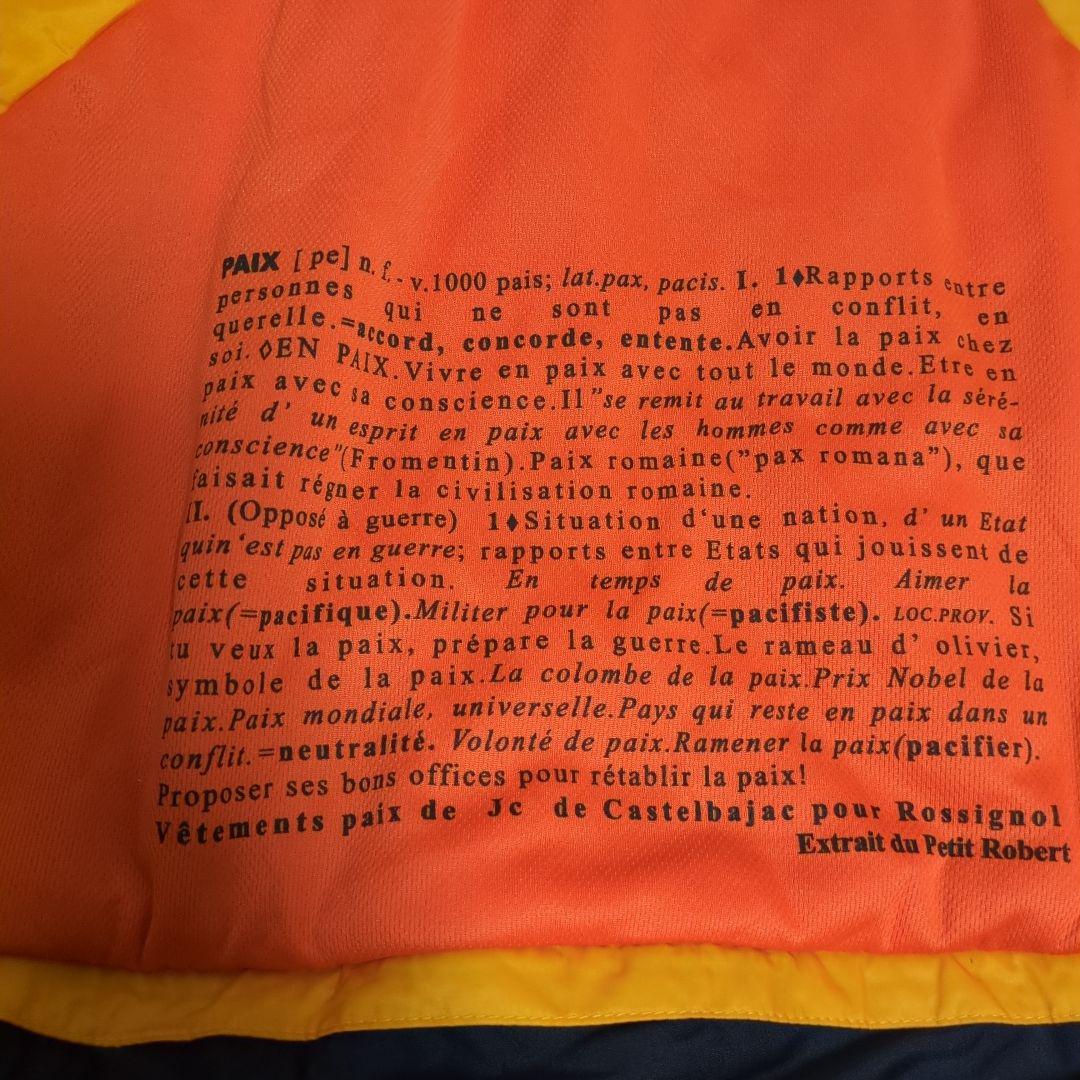 PAIX [pe] n. f. - v.1000 pais; lat.pax, pacis. I. 1♦Rapports entre
personnes qui ne sont pas en conflit, en
querelle.=accord, concorde, entente.Avoir la paix chez
soi. ◊EN PAIX.Vivre en paix avec tout le monde.Etre en
paix avec sa conscience.Il "se remit au travail avec la séré-
nité d' un esprit en paix avec les hommes comme avec sa
conscience"(Fromentin).Paix romaine("pax romana"), que
faisait régner la civilisation romaine.
II. (Opposé à guerre) 1♦Situation d'une nation, d' un Etat
quin'est pas en guerre; rapports entre Etats qui jouissent de
cette situation. En temps de paix. Aimer la
paix(=pacifique).Militer pour la paix(=pacifiste). LOC.PROV. Si
tu veux la paix, prépare la guerre.Le rameau d' olivier,
symbole de la paix.La colombe de la paix.Prix Nobel de la
paix.Paix mondiale, universelle.Pays qui reste en paix dans un
conflit.=neutralité. Volonté de paix.Ramener la paix(pacifier).
Proposer ses bons offices pour rétablir la paix!
Vêtements paix de Jc de Castelbajac pour Rossignol
Extrait du Petit Robert